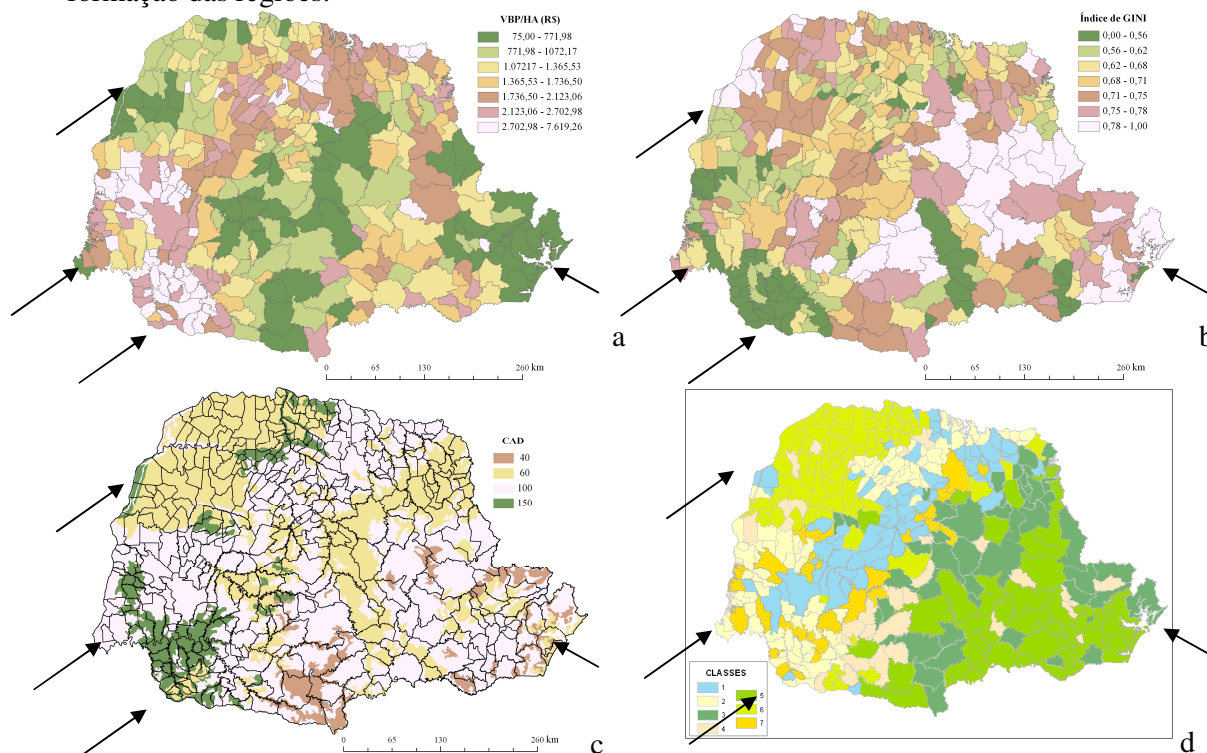 formação das regiões.
VBP/HA (R$)
75,00 - 771,98
771,98 - 1072,17
1.07217 - 1.365,53
1.365,53 - 1.736,50
1.736,50 - 2.123,06
2.123,06 - 2.702,98
2.702,98 - 7.619,26
a
0 65 130 260 km
Índice de GINI
0,00 - 0,56
0,56 - 0,62
0,62 - 0,68
0,68 - 0,71
0,71 - 0,75
0,75 - 0,78
0,78 - 1,00
b
0 65 130 260 km
CAD
40
60
100
150
c
0 65 130 260 km
CLASSES
1
2
3
4
5
6
7
d